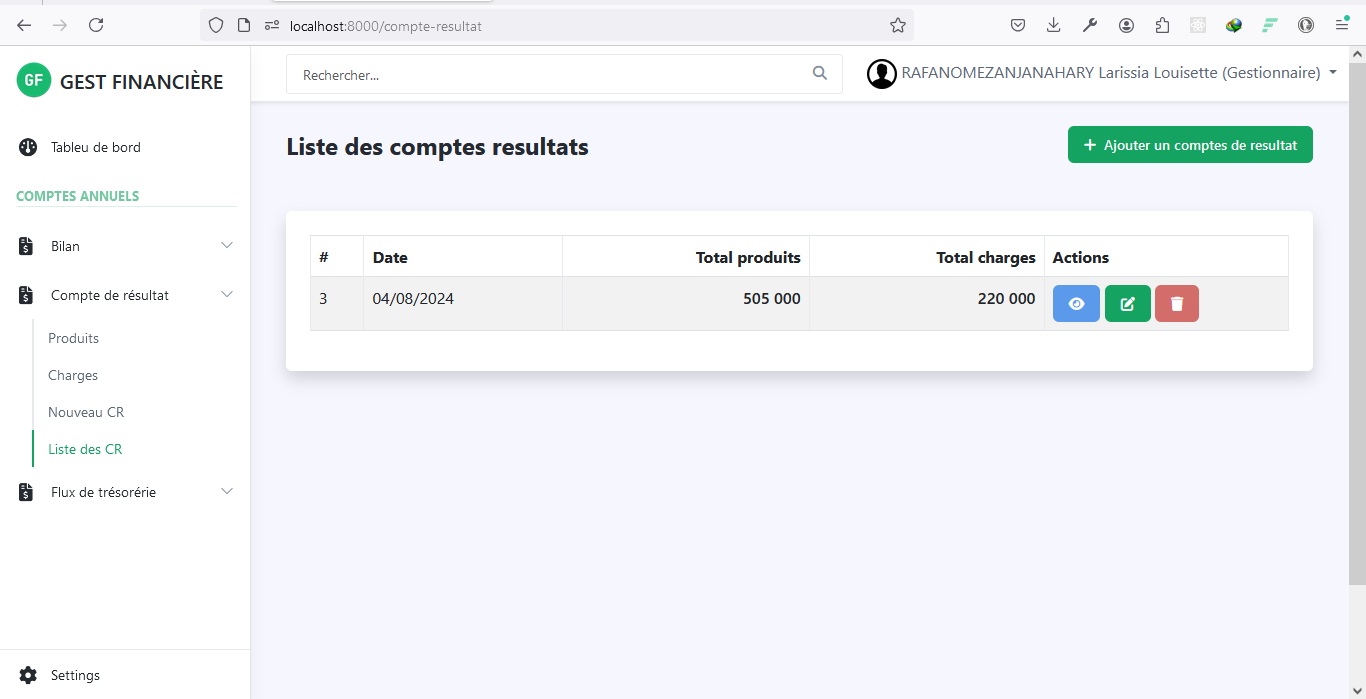 localhost:8000/compte-resultat
GF GEST FINANCIÈRE
Rechercher...
RAFANOMEZANJANAHARY Larissia Louisette (Gestionnaire)
Tableu de bord
COMPTES ANNUELS
Bilan
Compte de résultat
Produits
Charges
Nouveau CR
Liste des CR
Flux de trésorérie
Settings
Liste des comptes resultats
+ Ajouter un comptes de resultat
# Date Total produits Total charges Actions
3 04/08/2024 505 000 220 000